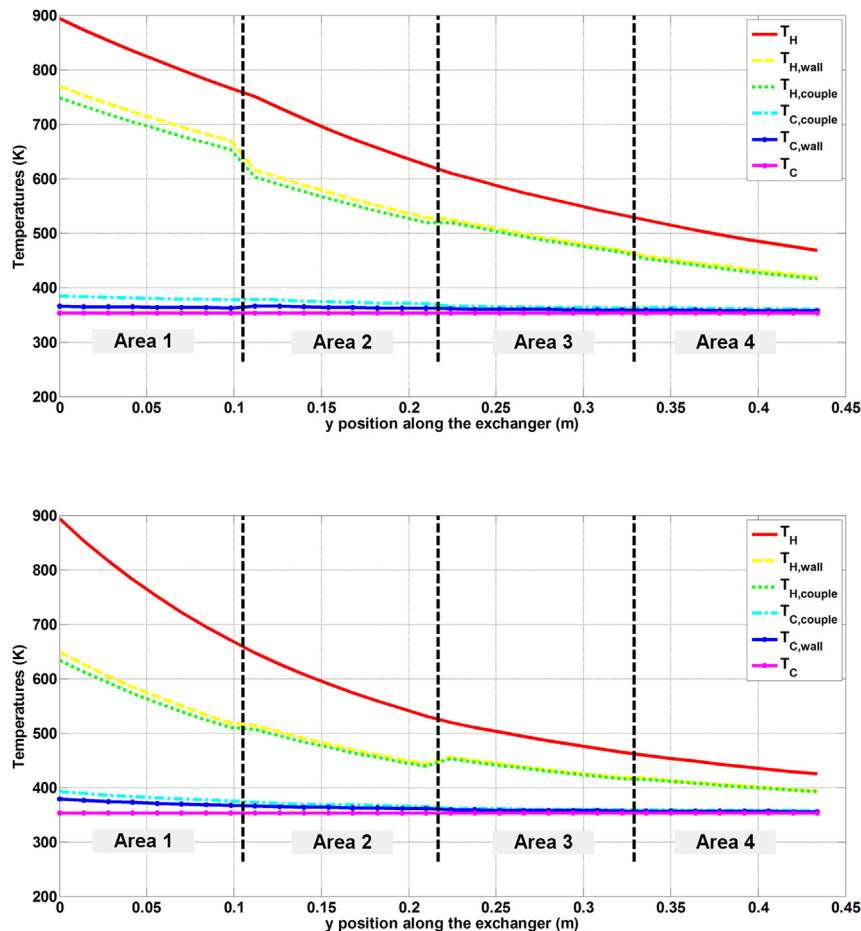 900
800
700
600
500
400
300
200
Temperatures (K)
T_H
T_H,wall
T_H,couple
T_C,couple
T_C,wall
T_C
Area 1
Area 2
Area 3
Area 4
0 0.05 0.1 0.15 0.2 0.25 0.3 0.35 0.4 0.45
y position along the exchanger (m)
900
800
700
600
500
400
300
200
Temperatures (K)
T_H
T_H,wall
T_H,couple
T_C,couple
T_C,wall
T_C
Area 1
Area 2
Area 3
Area 4
0 0.05 0.1 0.15 0.2 0.25 0.3 0.35 0.4 0.45
y position along the exchanger (m)